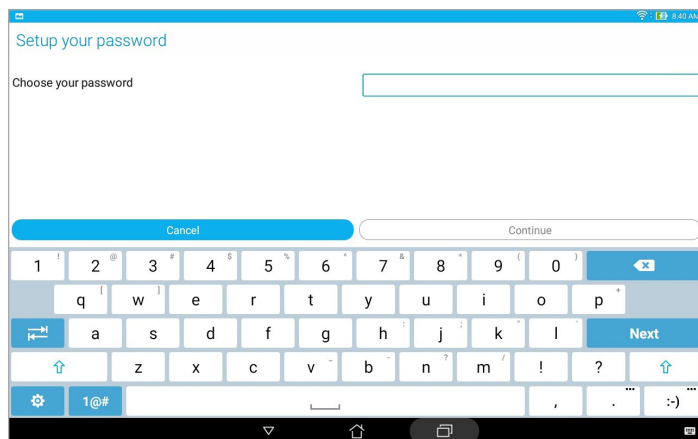 8:40 AM
Setup your password
Choose your password
Cancel
Continue
1 ! 2 @ 3 # 4 $ 5 % 6 ^ 7 & 8 * 9 ( 0 )
q [ w ] e r t y u i o p +
a s d f g h : j ; k " l ' Next
z x c v - b n ? m / ! ?
1@# , . ... :-) ...